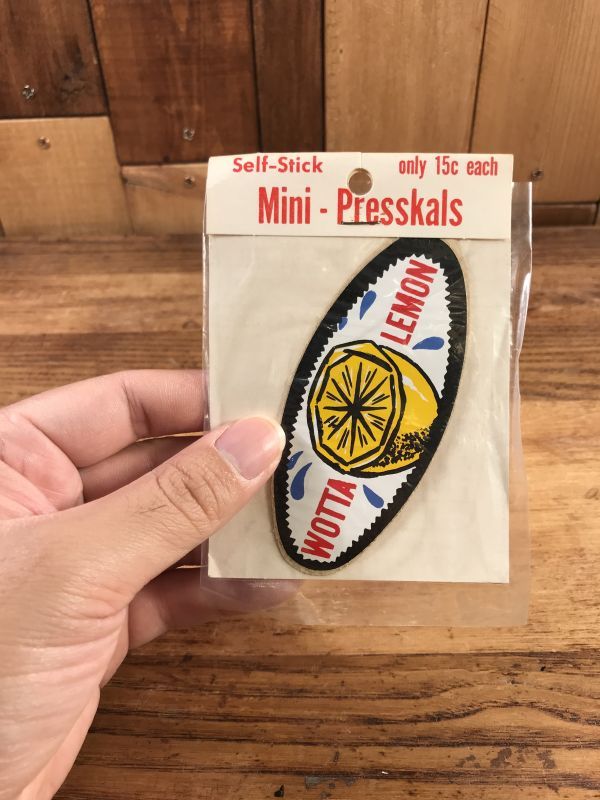 Self-Stick only 15c each
Mini - Presskals
WOTTA
LEMON